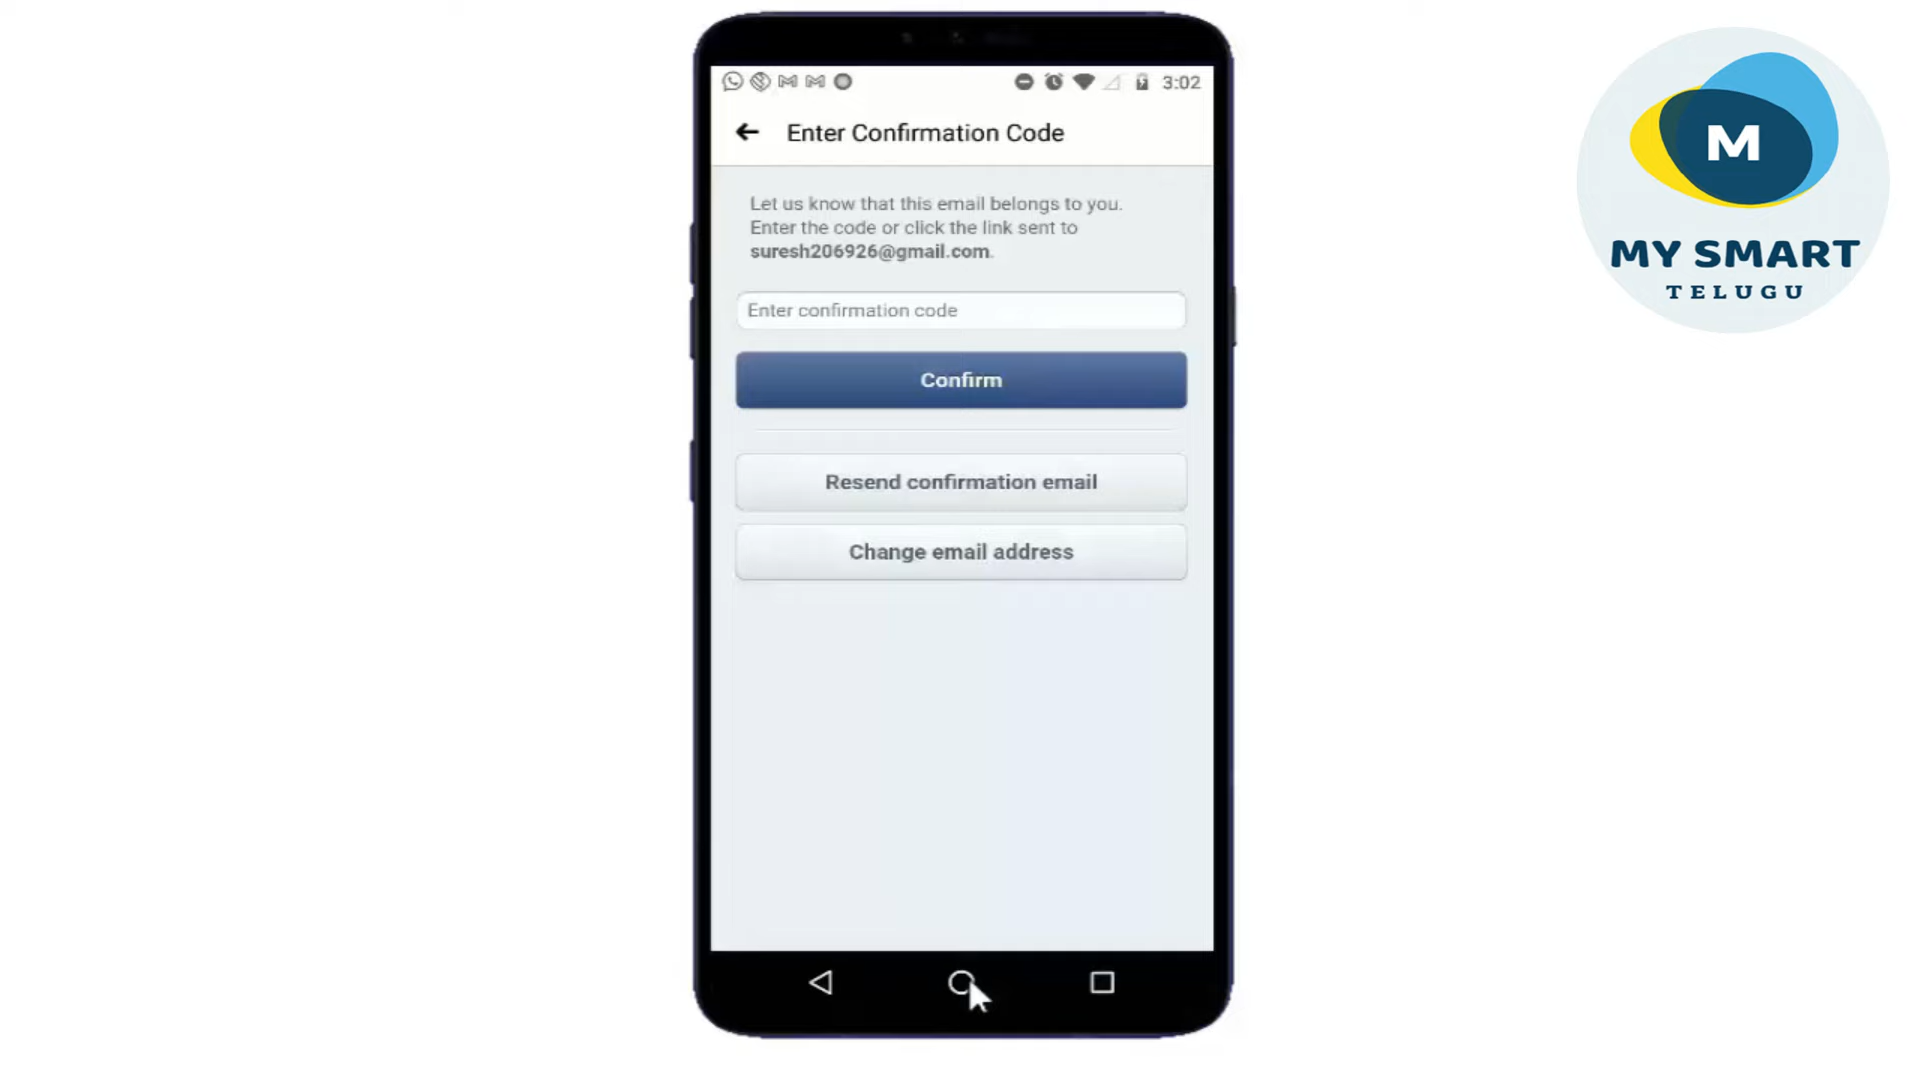 3:02
Enter Confirmation Code
Let us know that this email belongs to you.
Enter the code or click the link sent to
suresh206926@gmail.com.
Enter confirmation code
Confirm
Resend confirmation email
Change email address
M
MY SMART
TELUGU